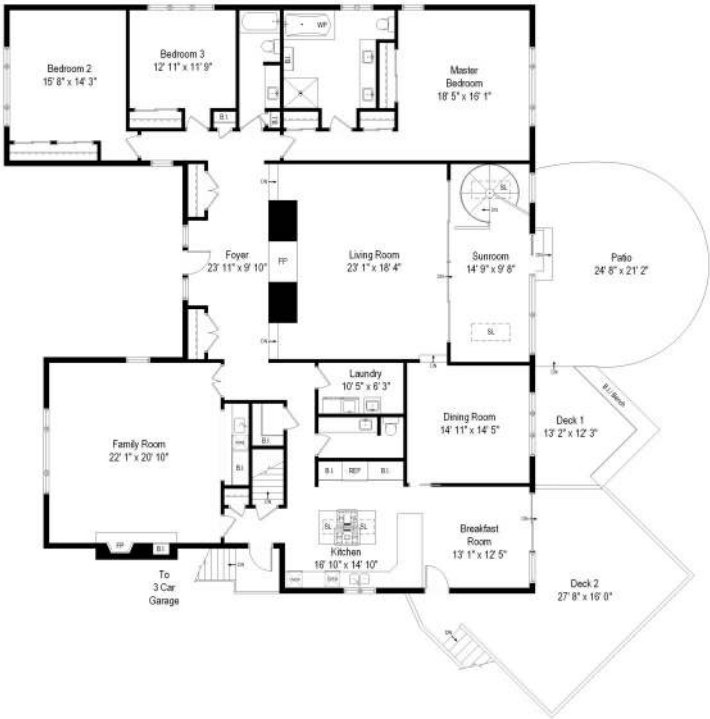 Bedroom 2
15' 8" x 14' 3"
Bedroom 3
12' 11" x 11' 9"
WP
B.I.
Master
Bedroom
18' 5" x 16' 1"
B.I.
B.I.
DN
SL
DN
Foyer
23' 11" x 9' 10"
FP
Living Room
23' 1" x 18' 4"
Sunroom
14' 9" x 9' 8"
DN
DN
Patio
24' 8" x 21' 2"
SL
DN
DN
DN
Laundry
10' 5" x 6' 3"
B.I./Bench
Family Room
22' 1" x 20' 10"
B.I.
B.I.
Dining Room
14' 11" x 14' 5"
Deck 1
13' 2" x 12' 3"
B.I.
REF
B.I.
DN
SL
SL
Kitchen
16' 10" x 14' 10"
Breakfast
Room
13' 1" x 12' 5"
DN
FP
B.I.
DN
To
3 Car
Garage
Deck 2
27' 8" x 16' 0"
DN